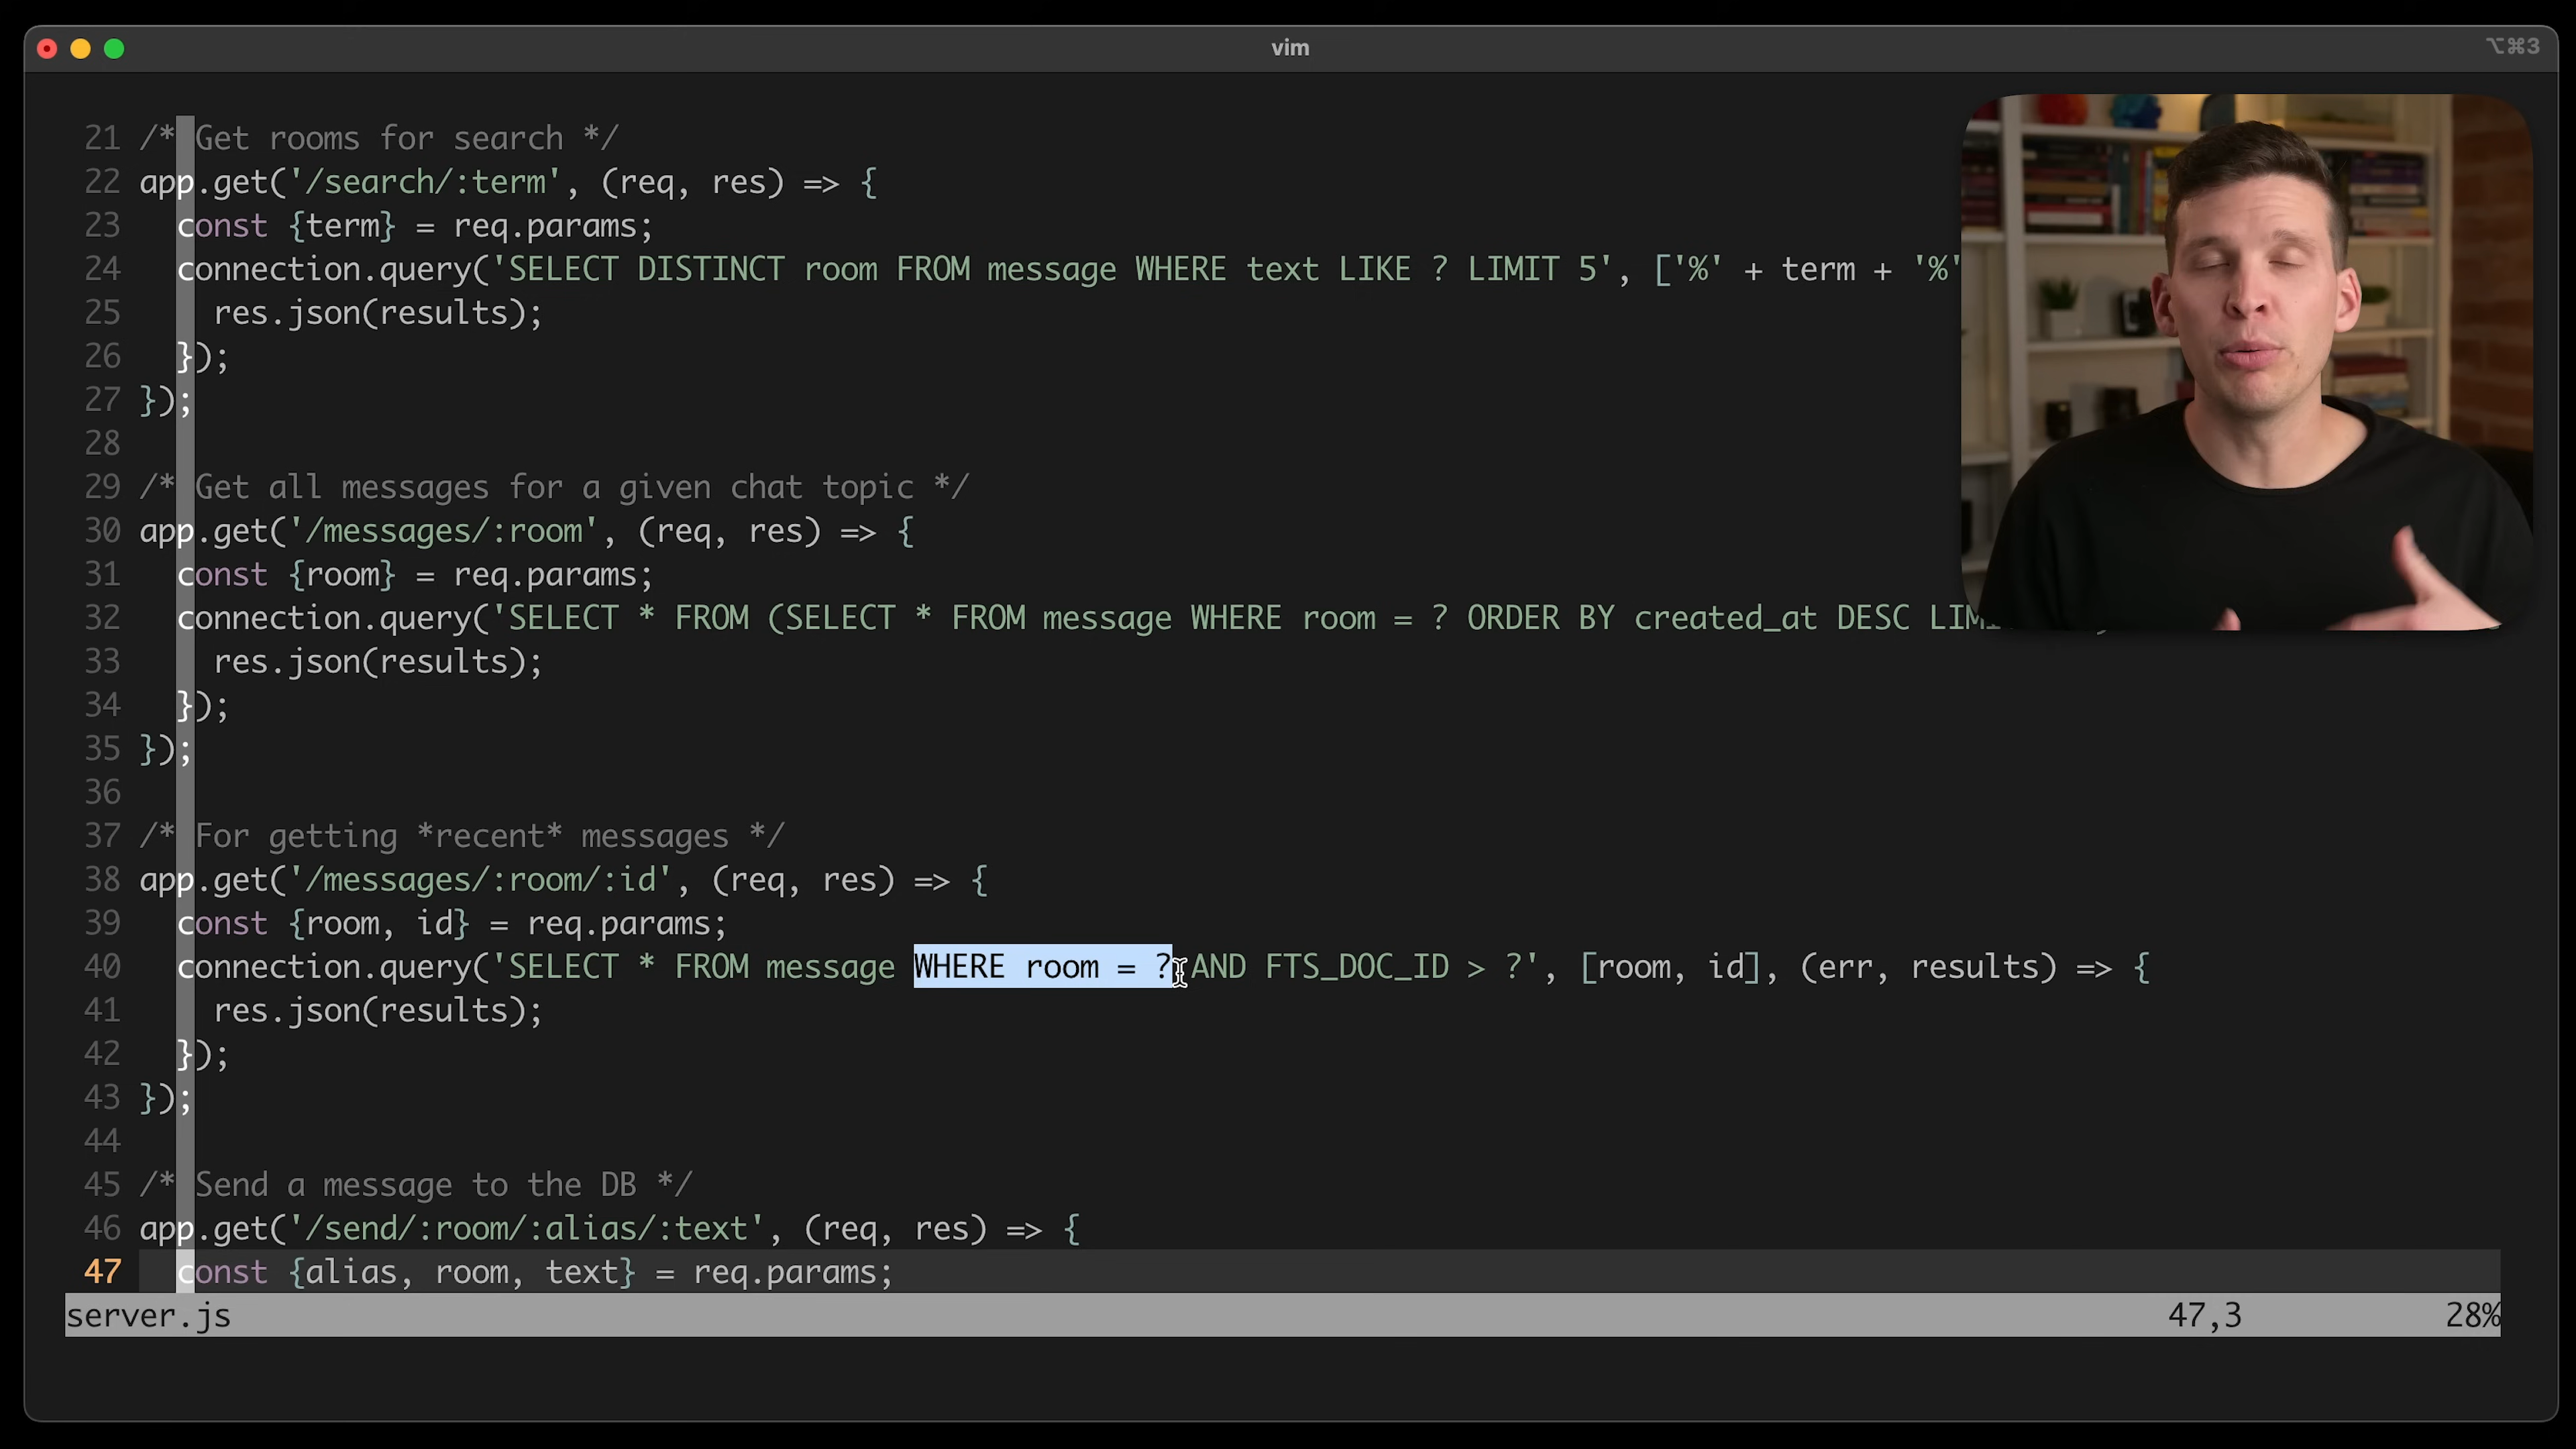 vim
⌥⌘3
21 /* Get rooms for search */
22 app.get('/search/:term', (req, res) => {
23   const {term} = req.params;
24   connection.query('SELECT DISTINCT room FROM message WHERE text LIKE ? LIMIT 5', ['%' + term + '%'
25     res.json(results);
26   });
27 });
28
29 /* Get all messages for a given chat topic */
30 app.get('/messages/:room', (req, res) => {
31   const {room} = req.params;
32   connection.query('SELECT * FROM (SELECT * FROM message WHERE room = ? ORDER BY created_at DESC
33     res.json(results);
34   });
35 });
36
37 /* For getting *recent* messages */
38 app.get('/messages/:room/:id', (req, res) => {
39   const {room, id} = req.params;
40   connection.query('SELECT * FROM message WHERE room = ? AND FTS_DOC_ID > ?', [room, id], (err, results) => {
41     res.json(results);
42   });
43 });
44
45 /* Send a message to the DB */
46 app.get('/send/:room/:alias/:text', (req, res) => {
47   const {alias, room, text} = req.params;
server.js 47,3 28%